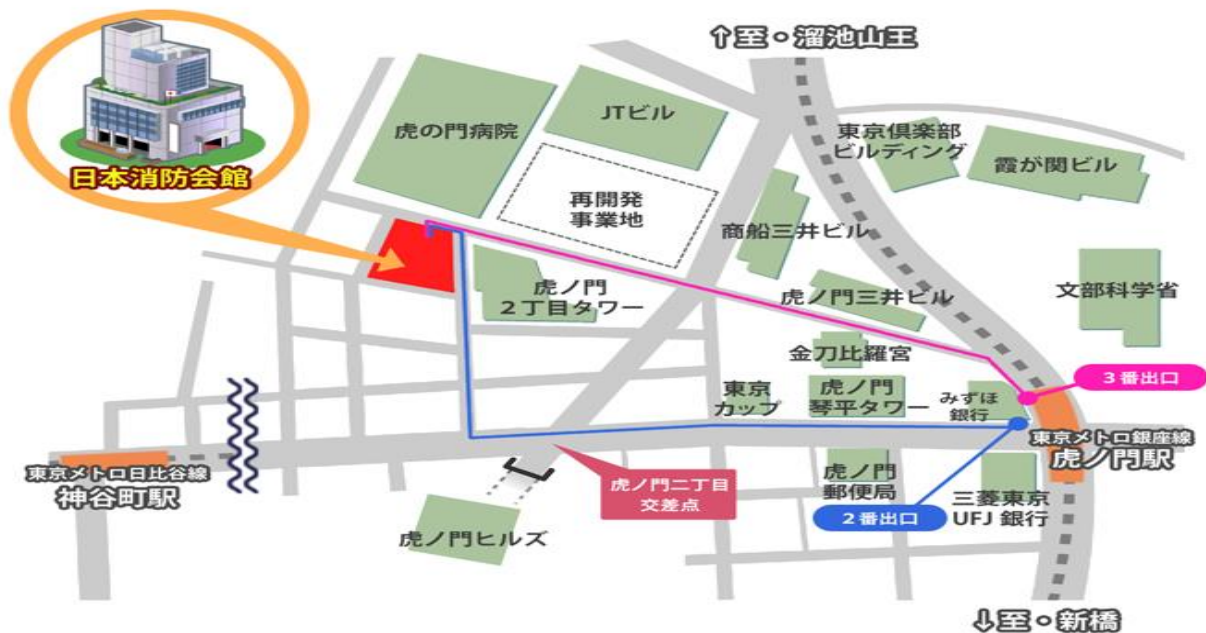 ↑至・溜池山王
JTビル
虎の門病院
東京倶楽部
ビルディング
霞が関ビル
日本消防会館
再開発
事業地
商船三井ビル
虎ノ門
2丁目タワー
虎ノ門三井ビル
文部科学省
金刀比羅宮
3番出口
東京
カップ
虎ノ門
琴平タワー
みずほ
銀行
東京メトロ銀座線
虎ノ門駅
東京メトロ日比谷線
神谷町駅
虎ノ門二丁目
交差点
虎ノ門
郵便局
三菱東京
UFJ 銀行
2番出口
虎ノ門ヒルズ
↓至・新橋